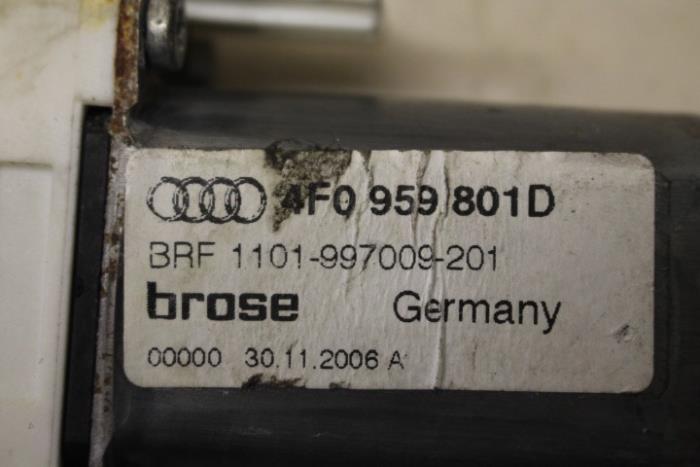 4F0 959 801D
BRF 1101-997009-201
brose Germany
00000 30.11.2006 A